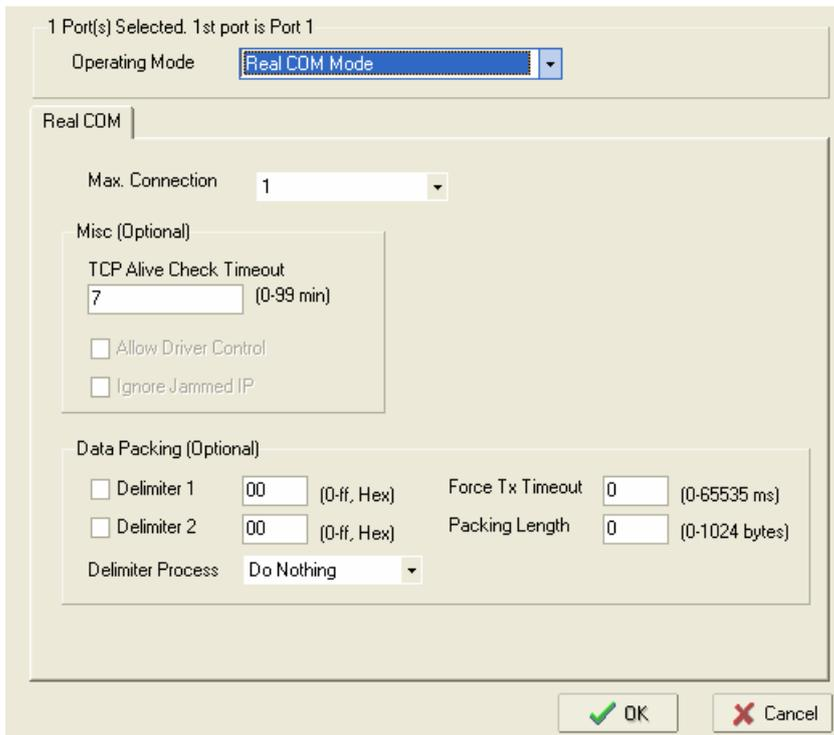 1 Port(s) Selected. 1st port is Port 1
Operating Mode Real COM Mode
Real COM
Max. Connection 1
Misc (Optional)
TCP Alive Check Timeout
7 (0-99 min)
Allow Driver Control
Ignore Jammed IP
Data Packing (Optional)
Delimiter 1 00 (0-ff, Hex) Force Tx Timeout 0 (0-65535 ms)
Delimiter 2 00 (0-ff, Hex) Packing Length 0 (0-1024 bytes)
Delimiter Process Do Nothing
OK Cancel